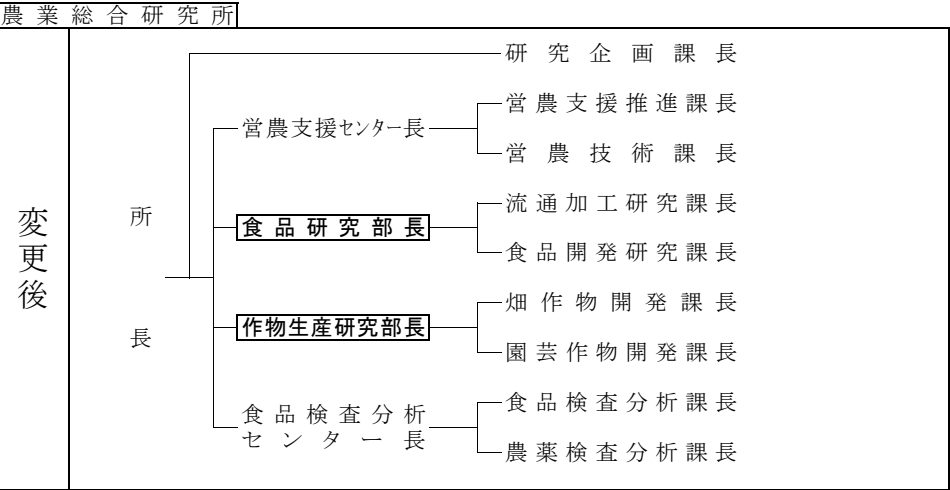 農業総合研究所
変更後
所長
研究企画課長
営農支援センター長
営農支援推進課長
営農技術課長
食品研究部長
流通加工研究課長
食品開発研究課長
作物生産研究部長
畑作物開発課長
園芸作物開発課長
食品検査分析
センター長
食品検査分析課長
農薬検査分析課長